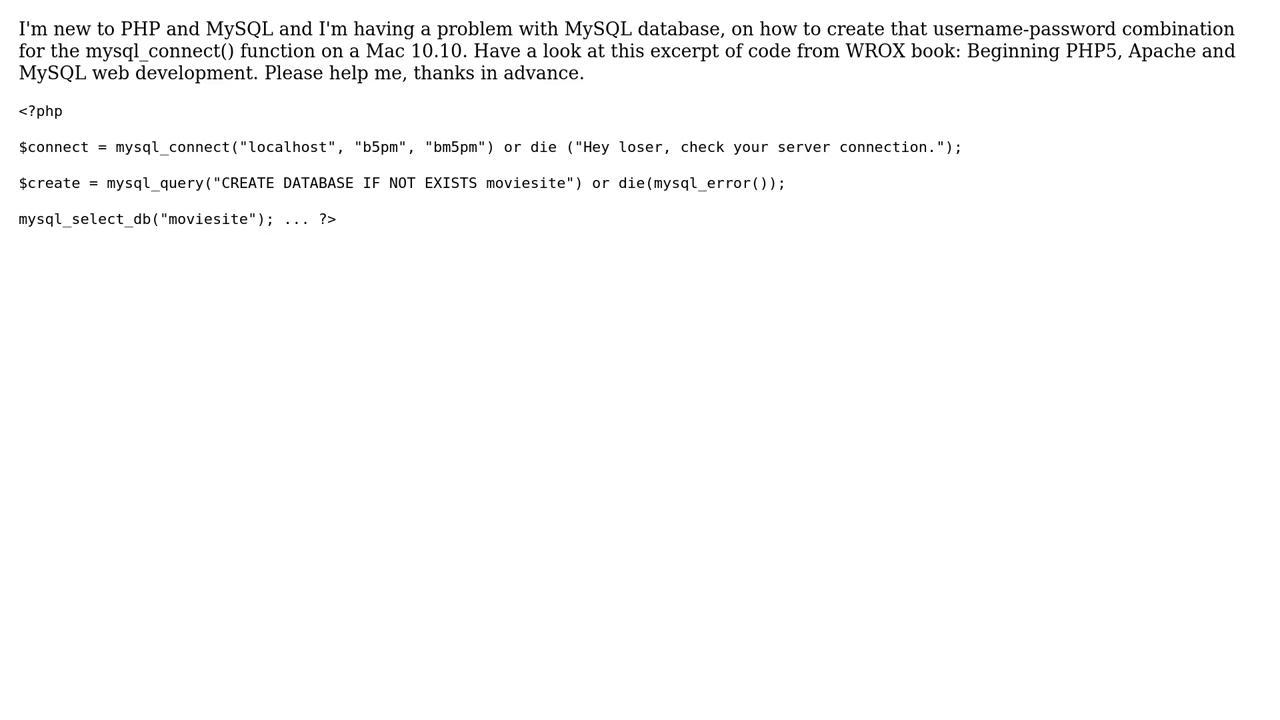 I'm new to PHP and MySQL and I'm having a problem with MySQL database, on how to create that username-password combination
for the mysql_connect() function on a Mac 10.10. Have a look at this excerpt of code from WROX book: Beginning PHP5, Apache and
MySQL web development. Please help me, thanks in advance.
<?php
$connect = mysql_connect("localhost", "b5pm", "bm5pm") or die ("Hey loser, check your server connection.");
$create = mysql_query("CREATE DATABASE IF NOT EXISTS moviesite") or die(mysql_error());
mysql_select_db("moviesite"); ... ?>